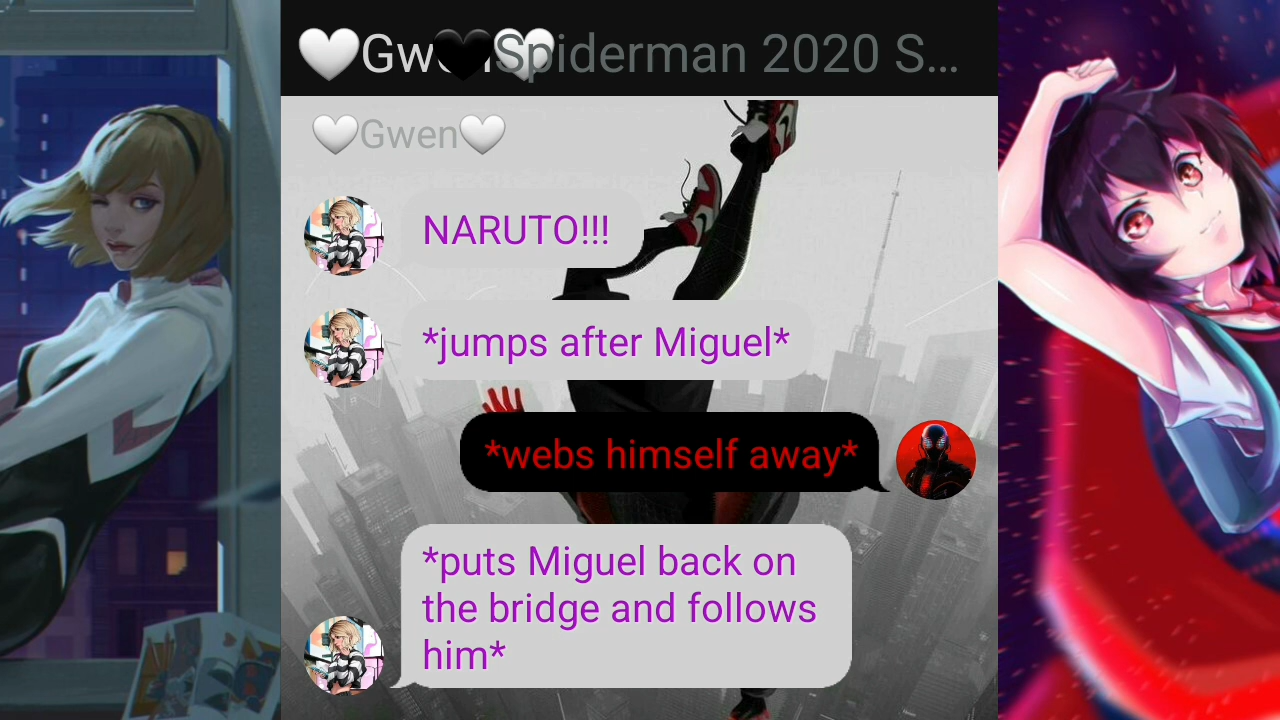 🤍Gwen🤍 Spiderman 2020 S…
🤍Gwen🤍
NARUTO!!!
*jumps after Miguel*
*webs himself away*
*puts Miguel back on
the bridge and follows
him*